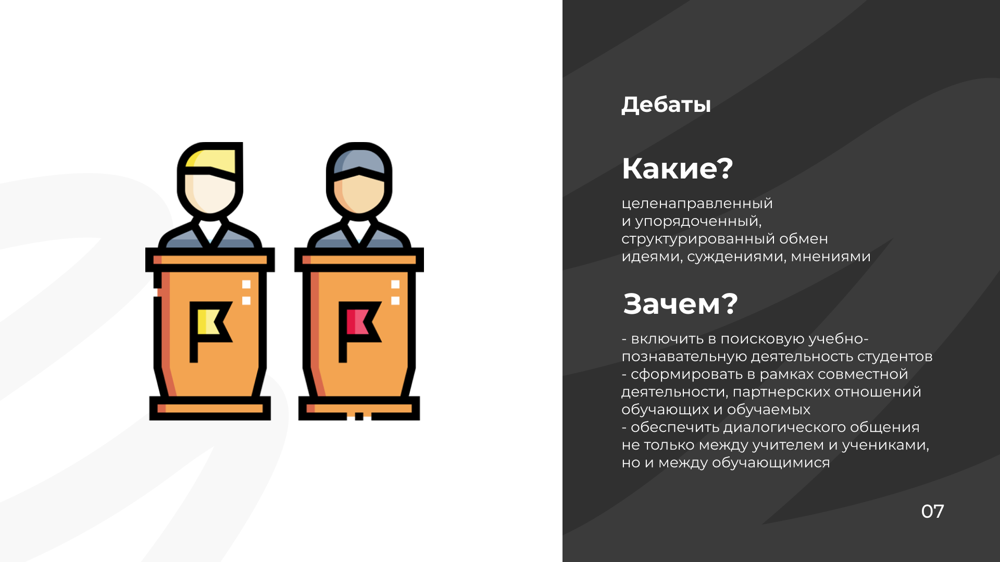 Дебаты
Какие?
целенаправленный
и упорядоченный,
структурированный обмен
идеями, суждениями, мнениями
Зачем?
- включить в поисковую учебно-
познавательную деятельность студентов
- сформировать в рамках совместной
деятельности, партнерских отношений
обучающих и обучаемых
- обеспечить диалогического общения
не только между учителем и учениками,
но и между обучающимися
07